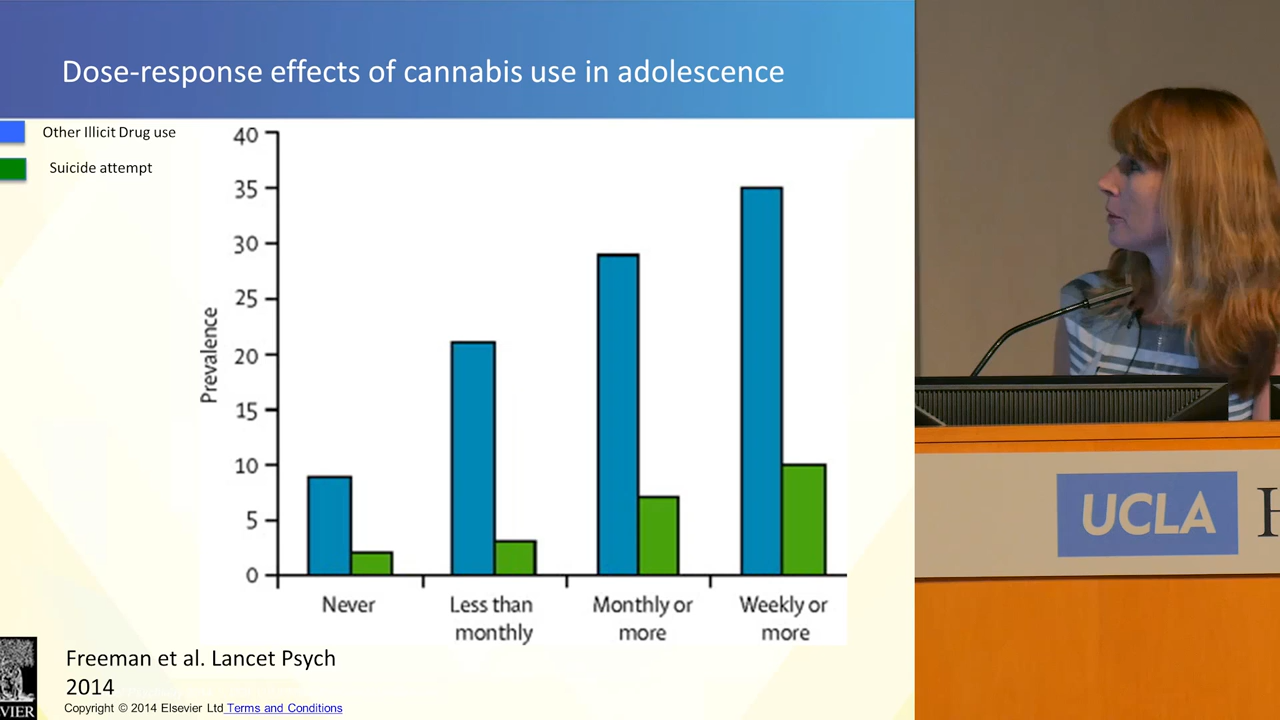 Dose-response effects of cannabis use in adolescence
Other Illicit Drug use
Suicide attempt
Prevalence
40
35
30
25
20
15
10
5
0
Never
Less than
monthly
Monthly or
more
Weekly or
more
Freeman et al. Lancet Psych
2014
VIER
Copyright © 2014 Elsevier Ltd Terms and Conditions
UCLA H